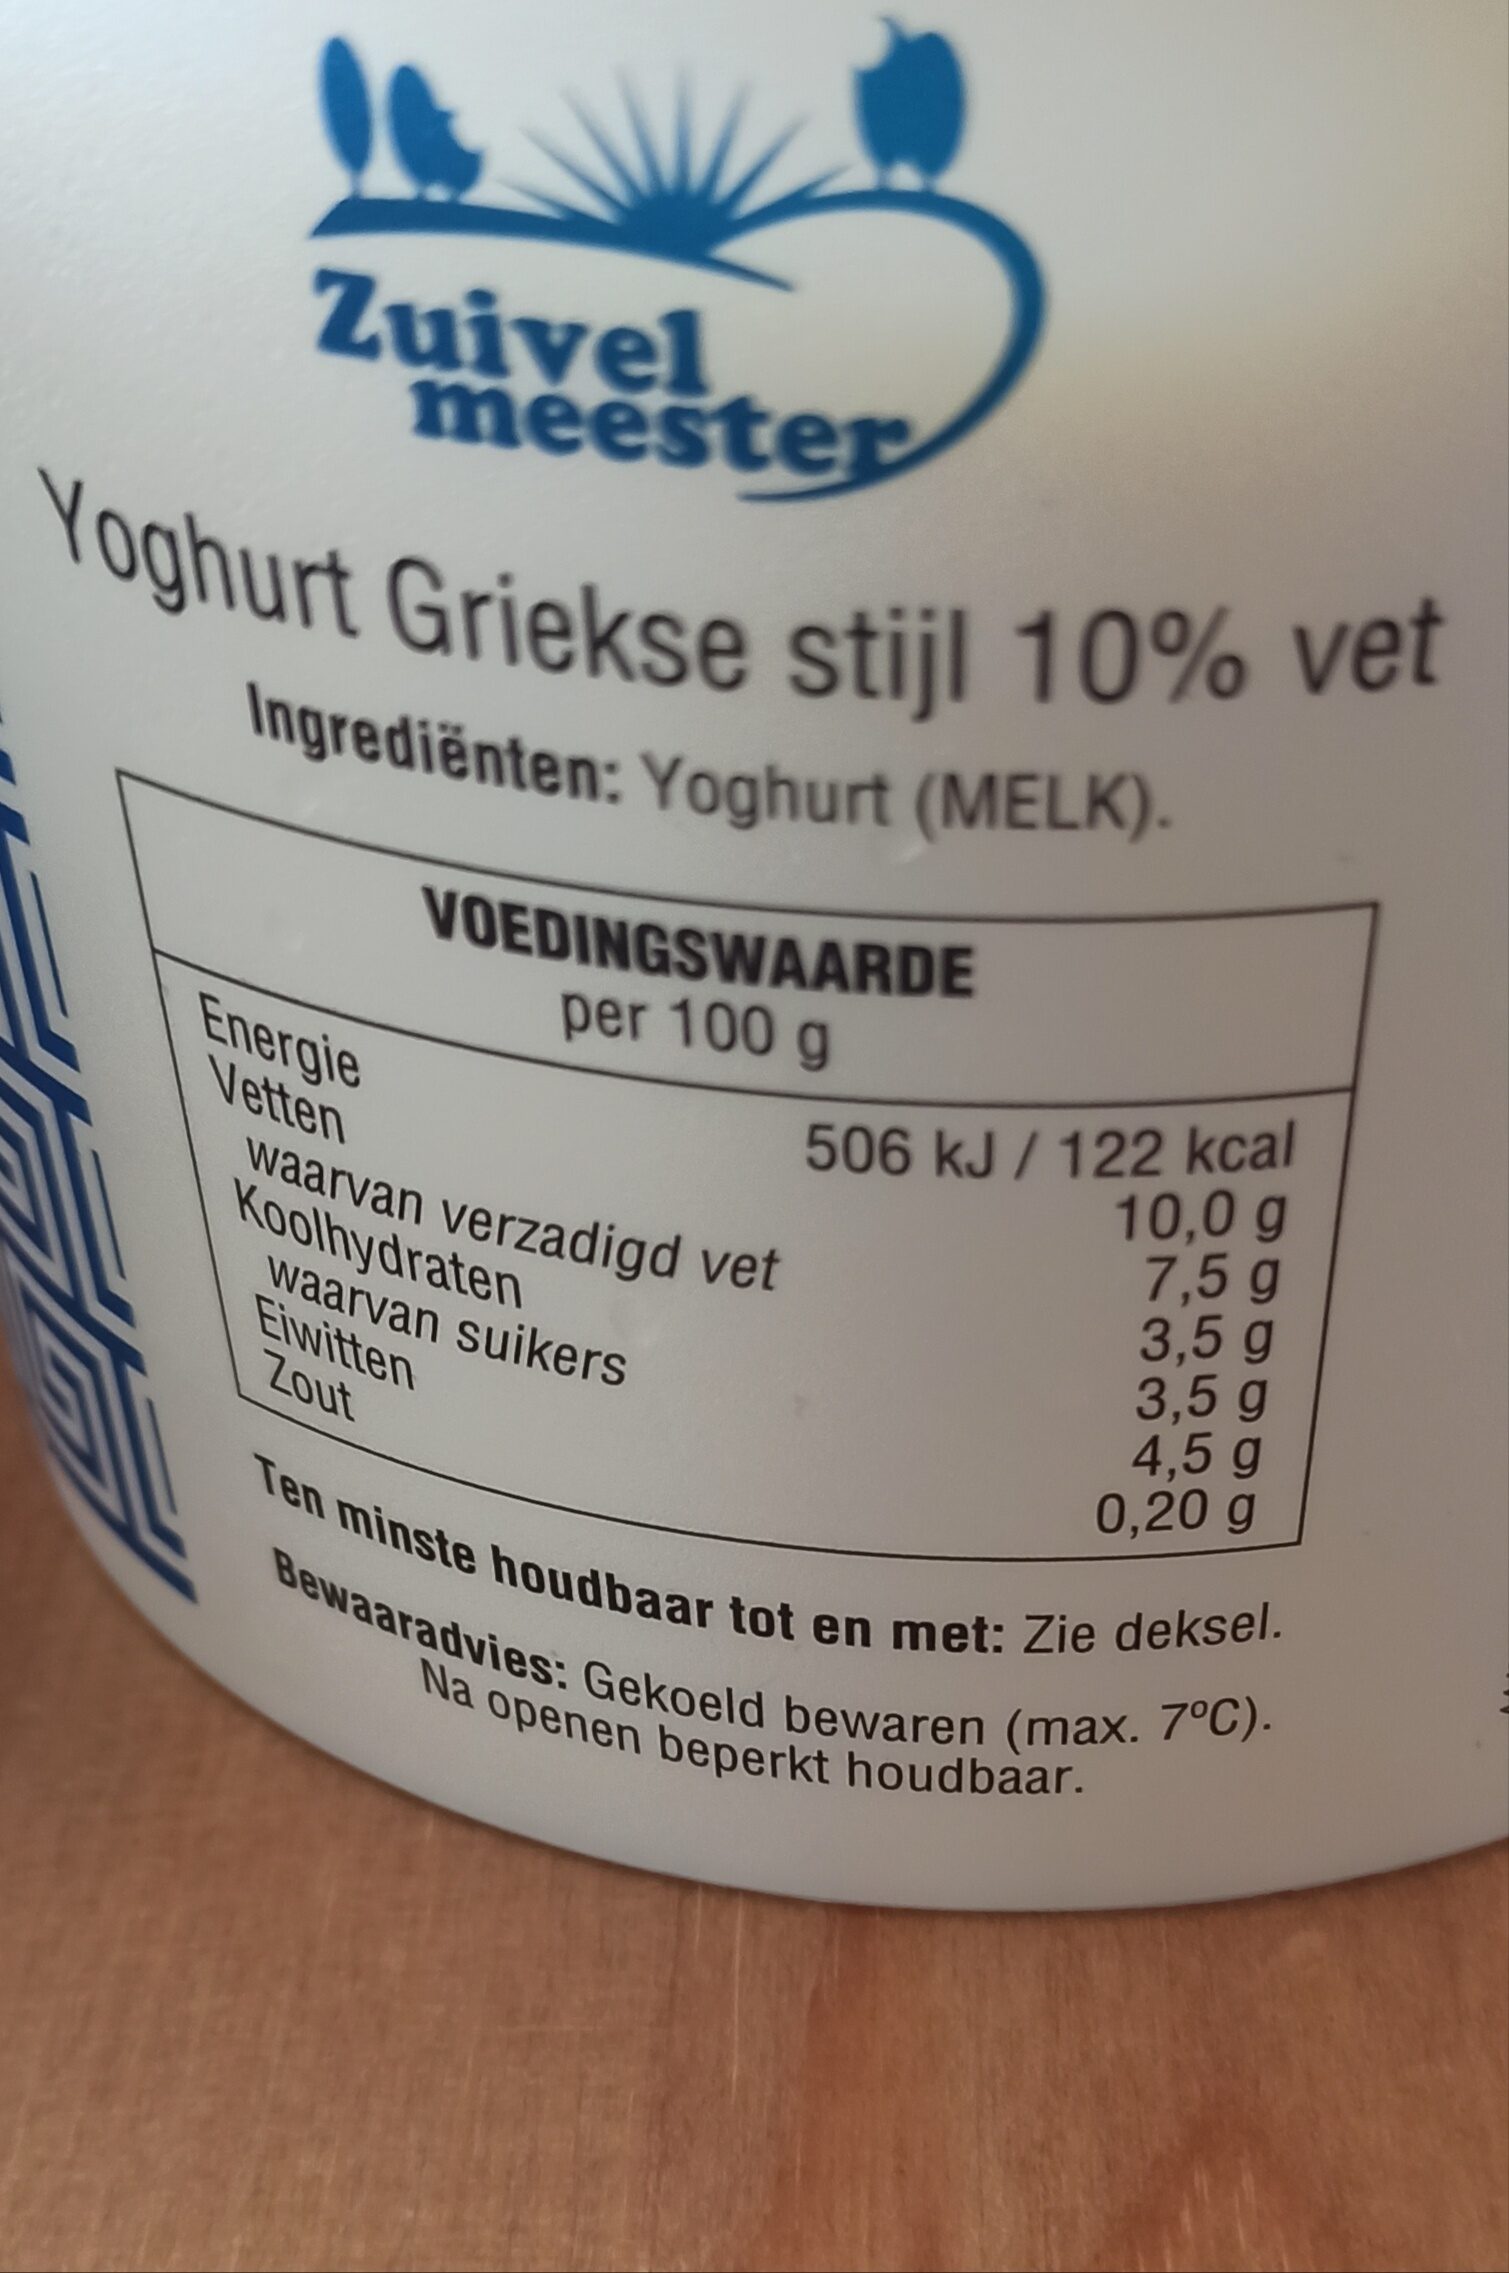 Zuivel
meester
Yoghurt Griekse stijl 10% vet
Ingrediënten: Yoghurt (MELK).
VOEDINGSWAARDE
per 100 g
Energie 506 kJ / 122 kcal
Vetten 10,0 g
waarvan verzadigd vet 7,5 g
Koolhydraten 3,5 g
waarvan suikers 3,5 g
Eiwitten 4,5 g
Zout 0,20 g
Ten minste houdbaar tot en met: Zie deksel.
Bewaaradvies: Gekoeld bewaren (max. 7ºC).
Na openen beperkt houdbaar.